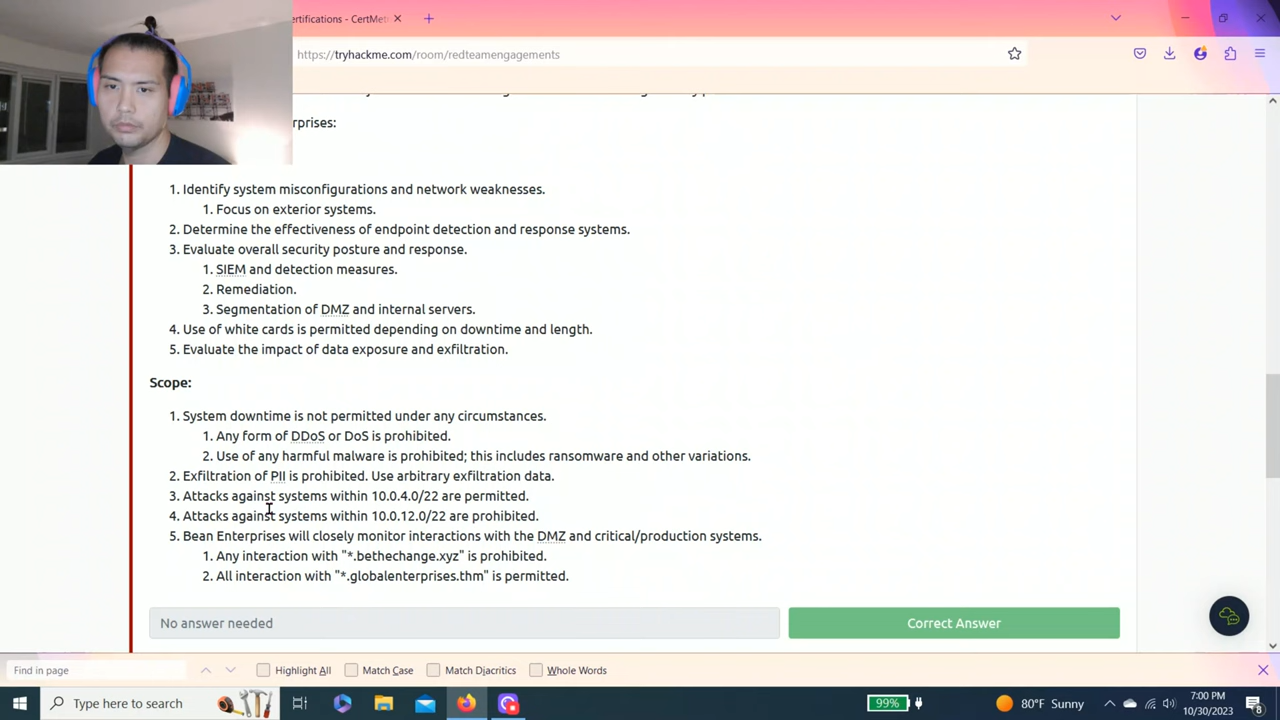 ertifications - CertMet
https://tryhackme.com/room/redteamengagements
rprises:
1. Identify system misconfigurations and network weaknesses.
1. Focus on exterior systems.
2. Determine the effectiveness of endpoint detection and response systems.
3. Evaluate overall security posture and response.
1. SIEM and detection measures.
2. Remediation.
3. Segmentation of DMZ and internal servers.
4. Use of white cards is permitted depending on downtime and length.
5. Evaluate the impact of data exposure and exfiltration.
Scope:
1. System downtime is not permitted under any circumstances.
1. Any form of DDoS or DoS is prohibited.
2. Use of any harmful malware is prohibited; this includes ransomware and other variations.
2. Exfiltration of PII is prohibited. Use arbitrary exfiltration data.
3. Attacks against systems within 10.0.4.0/22 are permitted.
4. Attacks against systems within 10.0.12.0/22 are prohibited.
5. Bean Enterprises will closely monitor interactions with the DMZ and critical/production systems.
1. Any interaction with "*.bethechange.xyz" is prohibited.
2. All interaction with "*.globalenterprises.thm" is permitted.
No answer needed
Correct Answer
Find in page
Highlight All
Match Case
Match Diacritics
Whole Words
Type here to search
99%
80°F Sunny
7:00 PM
10/30/2023
8